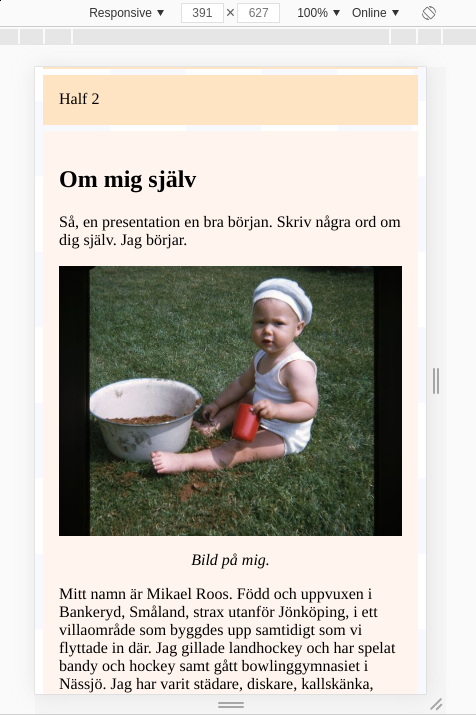 Responsive ▼ 391 × 627 100% ▼ Online ▼
Half 2
Om mig själv
Så, en presentation en bra början. Skriv några ord om
dig själv. Jag börjar.
Bild på mig.
Mitt namn är Mikael Roos. Född och uppvuxen i
Bankeryd, Småland, strax utanför Jönköping, i ett
villaområde som byggdes upp samtidigt som vi
flyttade in där. Jag gillade landhockey och har spelat
bandy och hockey samt gått bowlinggymnasiet i
Nässjö. Jag har varit städare, diskare, kallskänka,